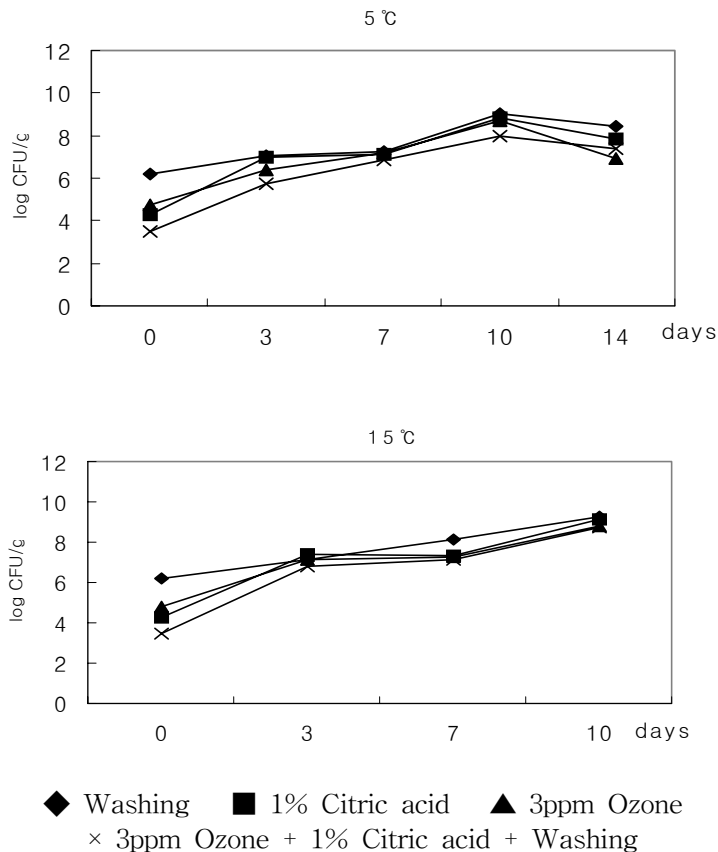 5℃
12
10
8
6
4
2
0
log CFU/g
0 3 7 10 14 days
15℃
12
10
8
6
4
2
0
log CFU/g
0 3 7 10 days
◆ Washing ■ 1% Citric acid ▲ 3ppm Ozone
× 3ppm Ozone + 1% Citric acid + Washing